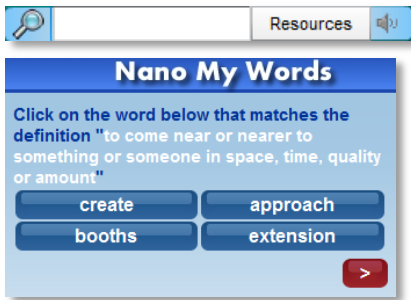 Resources
Nano My Words
Click on the word below that matches the
definition "to come near or nearer to
something or someone in space, time, quality
or amount"
create approach
booths extension
>